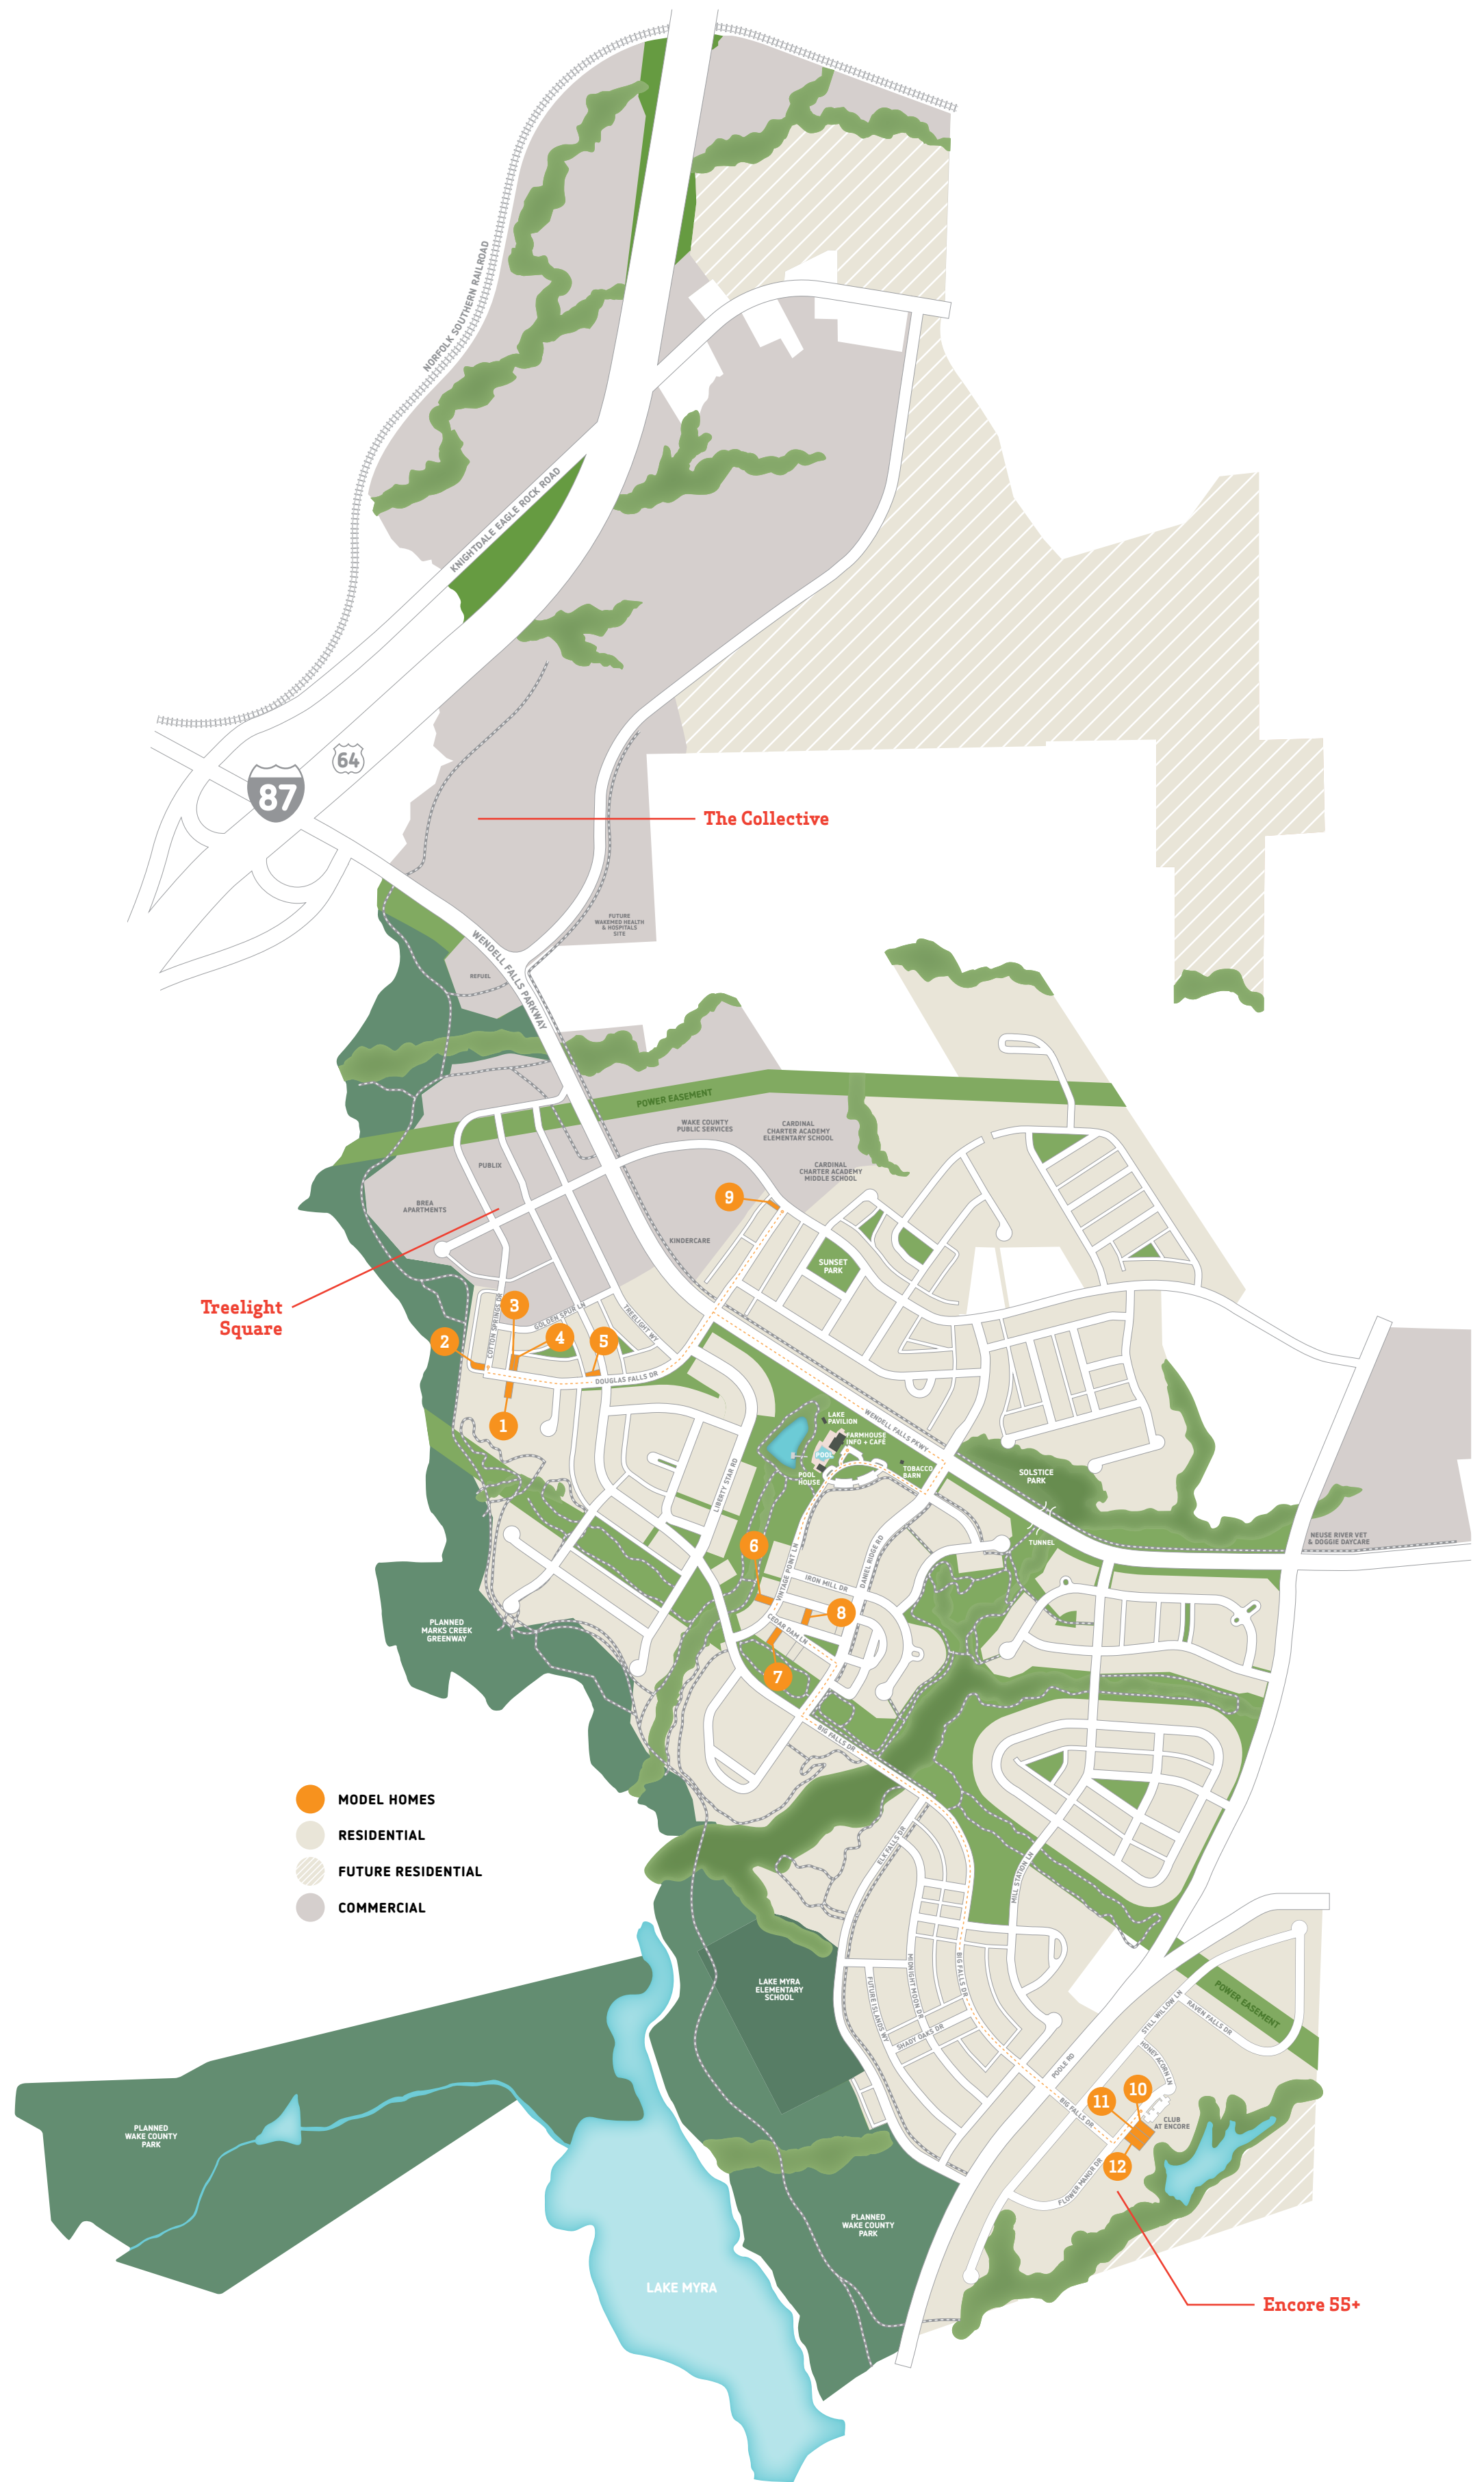 NORFOLK SOUTHERN RAILROAD
KNIGHTDALE EAGLE ROCK ROAD
64
87
The Collective
FUTURE
WAKEMED HEALTH
& HOSPITALS
SITE
WENDELL FALLS PARKWAY
REFUEL
POWER EASEMENT
WAKE COUNTY
PUBLIC SERVICES
CARDINAL
CHARTER ACADEMY
ELEMENTARY SCHOOL
CARDINAL
CHARTER ACADEMY
MIDDLE SCHOOL
PUBLIX
BREA
APARTMENTS
9
KINDERCARE
SUNSET
PARK
Treelight
Square
3
GOLDEN SPUR LN
COTTON SPRINGS DR
TREELIGHT WY
2
4
5
DOUGLAS FALLS DR
1
LAKE
PAVILION
FARMHOUSE
INFO + CAFÉ
POOL
POOL
HOUSE
TOBACCO
BARN
WENDELL FALLS PKWY
SOLSTICE
PARK
TUNNEL
NEUSE RIVER VET
& DOGGIE DAYCARE
LIBERTY STAR RD
6
VINTAGE POINT LN
IRON MILL DR
DANIEL RIDGE RD
8
CEDAR DAM LN
7
PLANNED
MARKS CREEK
GREENWAY
BIG FALLS DR
MODEL HOMES
RESIDENTIAL
FUTURE RESIDENTIAL
COMMERCIAL
ELK FALLS DR
MILL STATION LN
LAKE MYRA
ELEMENTARY
SCHOOL
MIDNIGHT MOON DR
BIG FALLS DR
FUTURE ISLANDS WY
SHADY OAKS DR
POWER EASEMENT
STILL WILLOW LN
RAVEN FALLS DR
HONEY ACORN LN
POOLE RD
10
11
BIG FALLS DR
CLUB
AT ENCORE
12
FLOWER MANOR DR
PLANNED
WAKE COUNTY
PARK
PLANNED
WAKE COUNTY
PARK
LAKE MYRA
Encore 55+